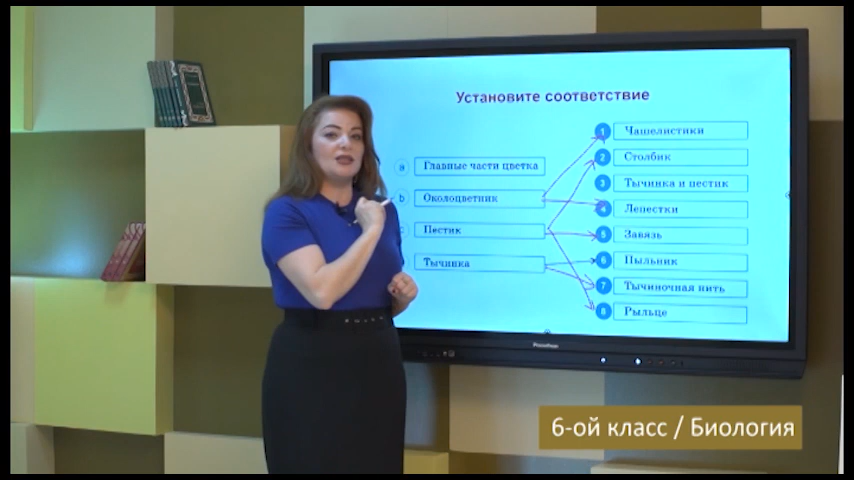 Установите соответствие
a Главные части цветка
b Околоцветник
c Пестик
Тычинка
1 Чашелистики
2 Столбик
3 Тычинка и пестик
4 Лепестки
5 Завязь
6 Пыльник
7 Тычиночная нить
8 Рыльце
6-ой класс / Биология